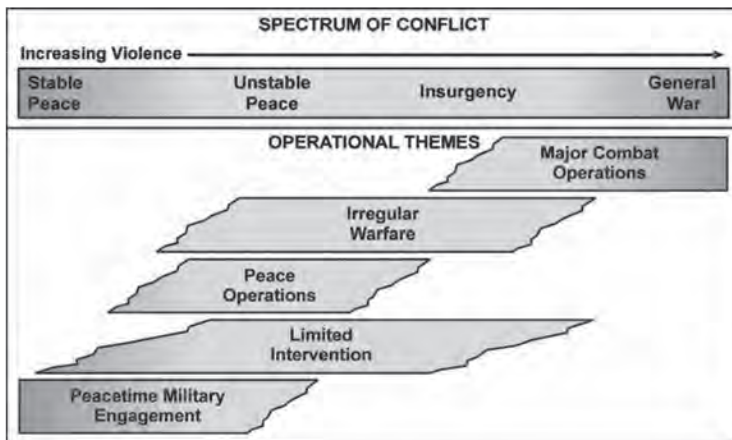 SPECTRUM OF CONFLICT
Increasing Violence
Stable
Peace
Unstable
Peace
Insurgency
General
War
OPERATIONAL THEMES
Major Combat
Operations
Irregular
Warfare
Peace
Operations
Limited
Intervention
Peacetime Military
Engagement